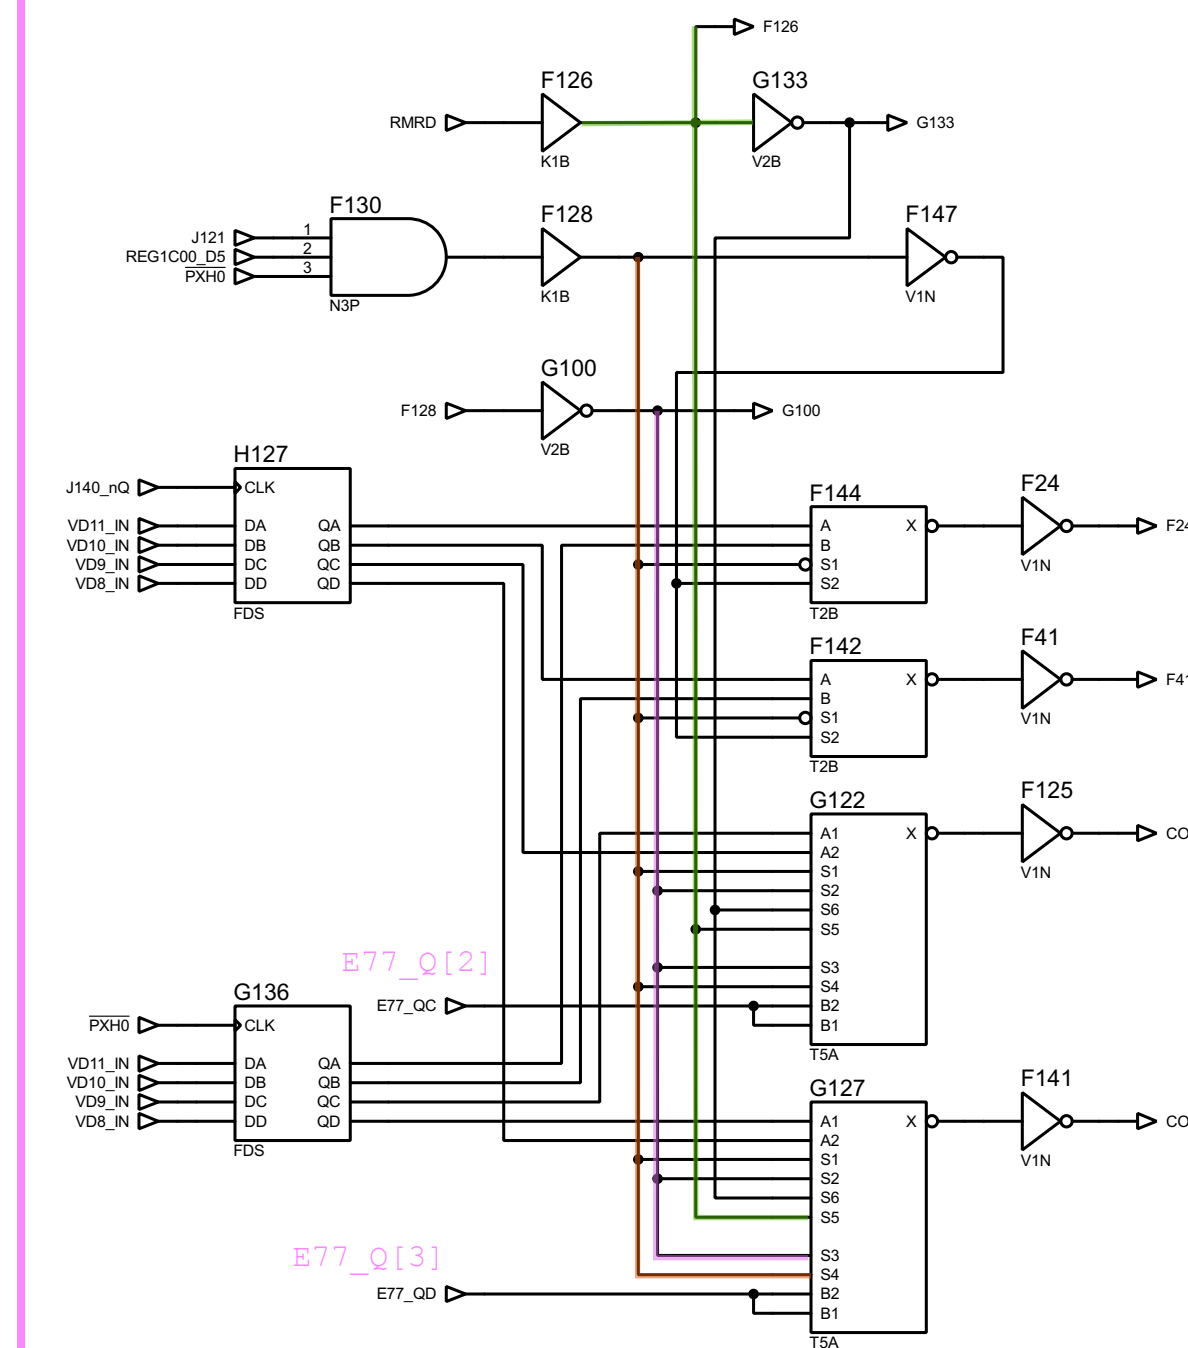 F126
F126
G133
RMRD
G133
K1B
V2B
F130
F128
F147
J121
1
REG1C00_D5
2
PXH0
3
N3P
K1B
V1N
G100
F128
G100
V2B
H127
J140_nQ
CLK
VD11_IN
DA
QA
VD10_IN
DB
QB
VD9_IN
DC
QC
VD8_IN
DD
QD
FDS
F144
F24
A
X
F24
B
S1
S2
V1N
T2B
F142
F41
A
X
F41
B
S1
S2
V1N
T2B
G122
F125
A1
X
CO
A2
S1
V1N
S2
S6
S5
S3
S4
B2
B1
T5A
E77_Q[2]
E77_QC
G136
PXH0
CLK
VD11_IN
DA
QA
VD10_IN
DB
QB
VD9_IN
DC
QC
VD8_IN
DD
QD
FDS
G127
F141
A1
X
CO
A2
S1
V1N
S2
S6
S5
S3
S4
B2
B1
T5A
E77_Q[3]
E77_QD